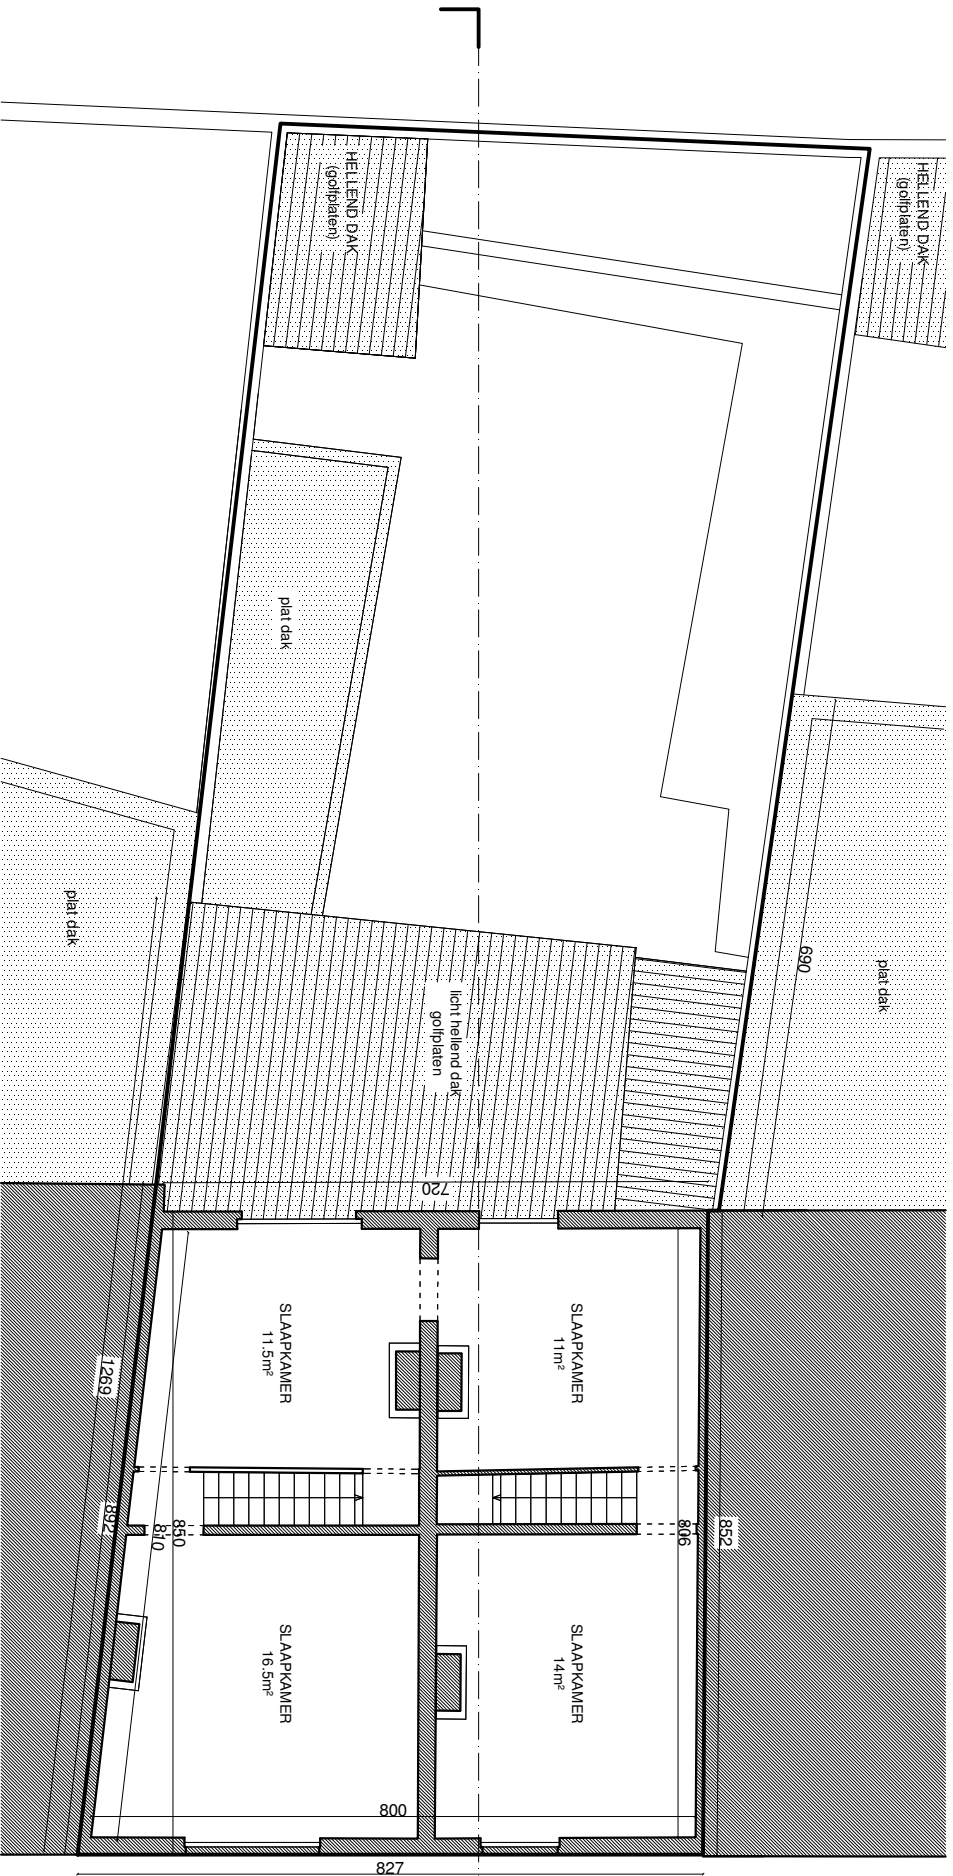 HELLEND DAK
(golfplaten)
HELLEND DAK
(golfplaten)
plat dak
plat dak
690
plat dak
licht hellend dak
golfplaten
720
SLAAPKAMER
11.5m²
SLAAPKAMER
11m²
1269
892
810
850
806
852
SLAAPKAMER
16.5m²
SLAAPKAMER
14m²
800
827